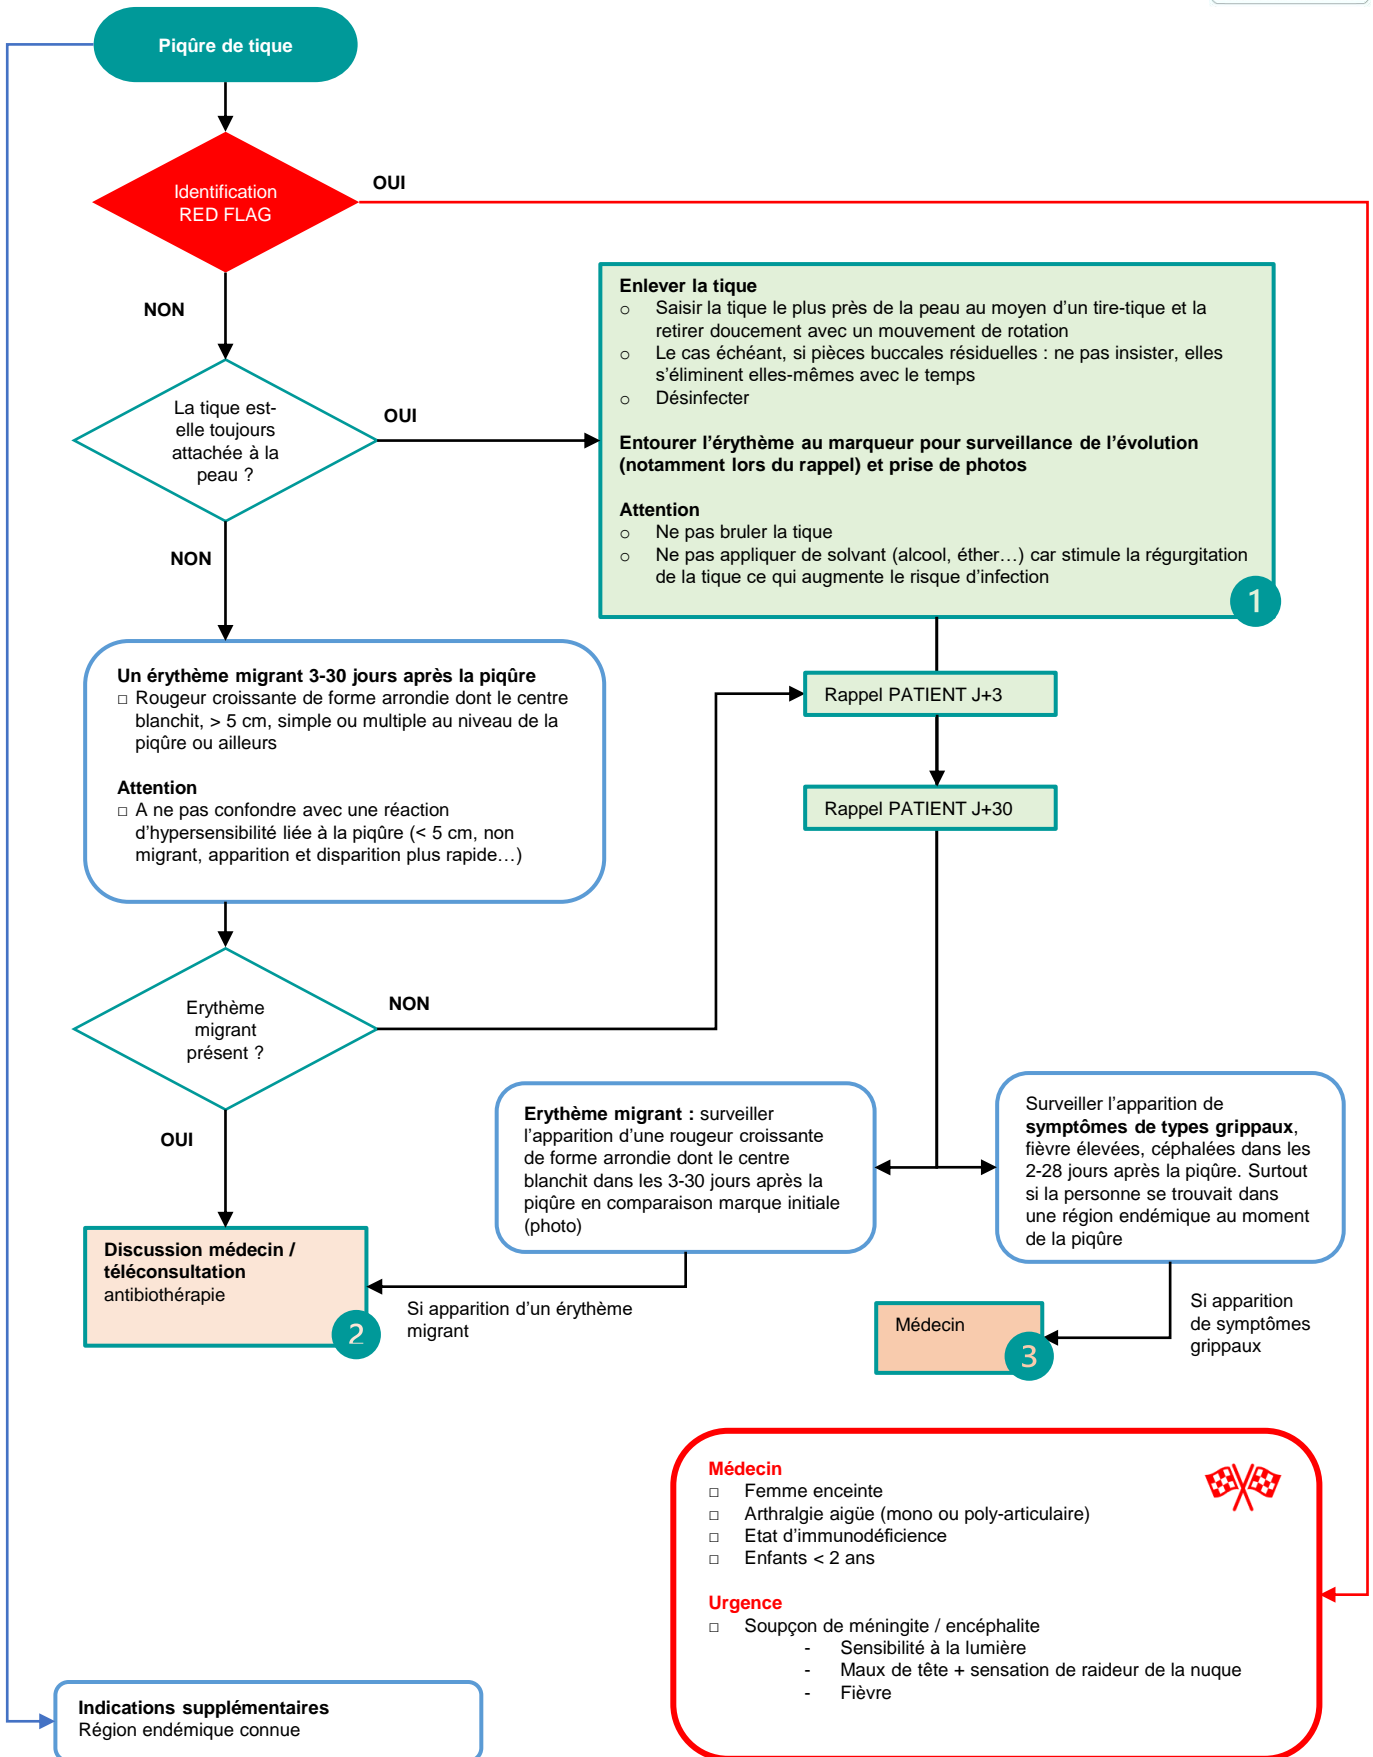 Piqûre de tique
Identification
RED FLAG
OUI
NON
La tique est-
elle toujours
attachée à la
peau ?
OUI
NON
Enlever la tique
o Saisir la tique le plus près de la peau au moyen d’un tire-tique et la
retirer doucement avec un mouvement de rotation
o Le cas échéant, si pièces buccales résiduelles : ne pas insister, elles
s’éliminent elles-mêmes avec le temps
o Désinfecter
Entourer l’érythème au marqueur pour surveillance de l’évolution
(notamment lors du rappel) et prise de photos
Attention
o Ne pas bruler la tique
o Ne pas appliquer de solvant (alcool, éther…) car stimule la régurgitation
de la tique ce qui augmente le risque d’infection
1
Un érythème migrant 3-30 jours après la piqûre
□ Rougeur croissante de forme arrondie dont le centre
blanchit, > 5 cm, simple ou multiple au niveau de la
piqûre ou ailleurs
Attention
□ A ne pas confondre avec une réaction
d’hypersensibilité liée à la piqûre (< 5 cm, non
migrant, apparition et disparition plus rapide…)
Rappel PATIENT J+3
Rappel PATIENT J+30
Erythème
migrant
présent ?
NON
OUI
Erythème migrant : surveiller
l’apparition d’une rougeur croissante
de forme arrondie dont le centre
blanchit dans les 3-30 jours après la
piqûre en comparaison marque initiale
(photo)
Surveiller l’apparition de
symptômes de types grippaux,
fièvre élevées, céphalées dans les
2-28 jours après la piqûre. Surtout
si la personne se trouvait dans
une région endémique au moment
de la piqûre
Discussion médecin /
téléconsultation
antibiothérapie
2
Si apparition d’un érythème
migrant
Médecin
3
Si apparition
de symptômes
grippaux
Médecin
□ Femme enceinte
□ Arthralgie aigüe (mono ou poly-articulaire)
□ Etat d’immunodéficience
□ Enfants < 2 ans
Urgence
□ Soupçon de méningite / encéphalite
- Sensibilité à la lumière
- Maux de tête + sensation de raideur de la nuque
- Fièvre
Indications supplémentaires
Région endémique connue